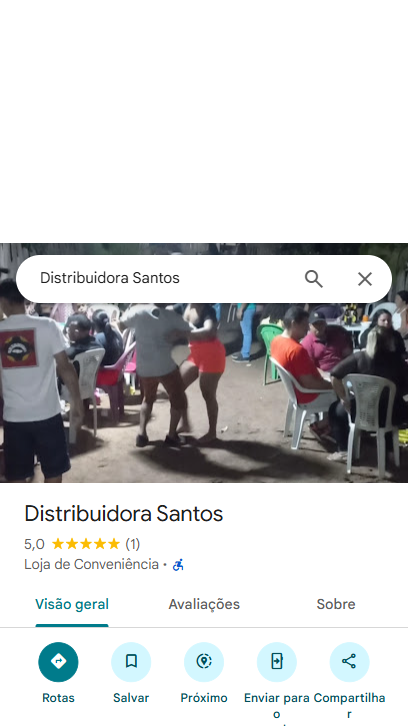 Distribuidora Santos
Distribuidora Santos
5,0 ★★★★★ (1)
Loja de Conveniência ·
Visão geral Avaliações Sobre
Rotas Salvar Próximo Enviar para o Compartilhar